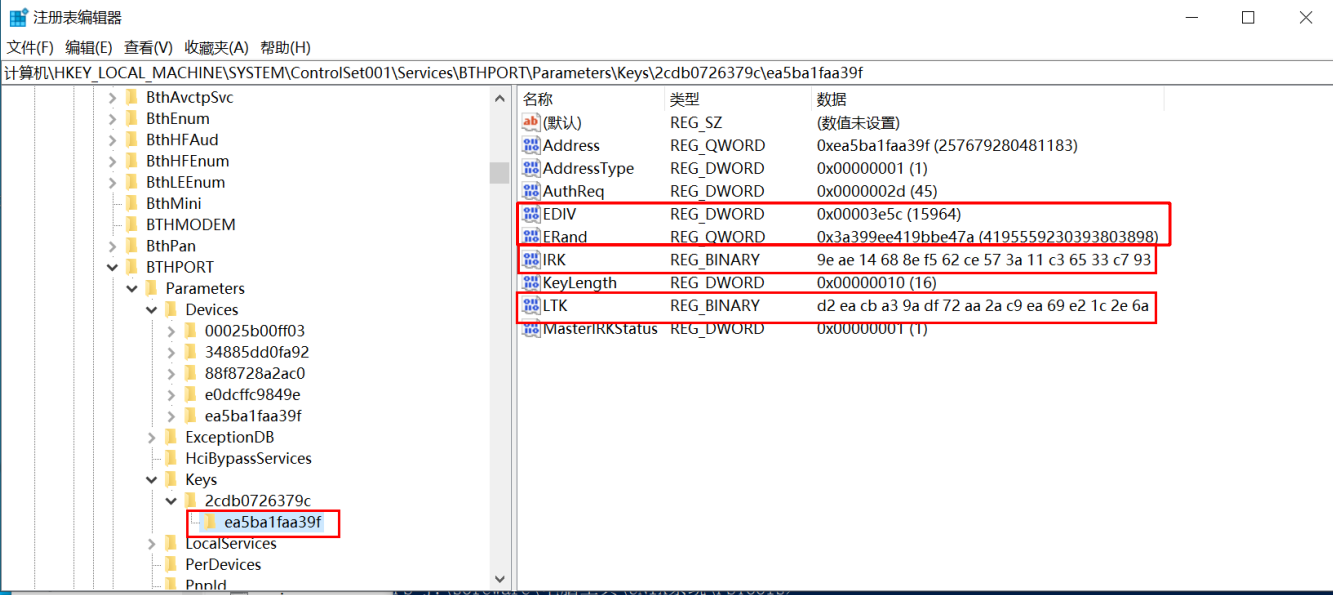 注册表编辑器
文件(F) 编辑(E) 查看(V) 收藏夹(A) 帮助(H)
计算机\HKEY_LOCAL_MACHINE\SYSTEM\ControlSet001\Services\BTHPORT\Parameters\Keys\2cdb0726379c\ea5ba1faa39f
BthAvctpSvc
BthEnum
BthHFAud
BthHFEnum
BthLEEnum
BthMini
BTHMODEM
BthPan
BTHPORT
Parameters
Devices
00025b00ff03
34885dd0fa92
88f8728a2ac0
e0dcffc9849e
ea5ba1faa39f
ExceptionDB
HciBypassServices
Keys
2cdb0726379c
ea5ba1faa39f
LocalServices
PerDevices
PnpId
名称 类型 数据
(默认) REG_SZ (数值未设置)
Address REG_QWORD 0xea5ba1faa39f (257679280481183)
AddressType REG_DWORD 0x00000001 (1)
AuthReq REG_DWORD 0x0000002d (45)
EDIV REG_DWORD 0x00003e5c (15964)
ERand REG_QWORD 0x3a399ee419bbe47a (4195559230393803898)
IRK REG_BINARY 9e ae 14 68 8e f5 62 ce 57 3a 11 c3 65 33 c7 93
KeyLength REG_DWORD 0x00000010 (16)
LTK REG_BINARY d2 ea cb a3 9a df 72 aa 2a c9 ea 69 e2 1c 2e 6a
MasterIRKStatus REG_DWORD 0x00000001 (1)